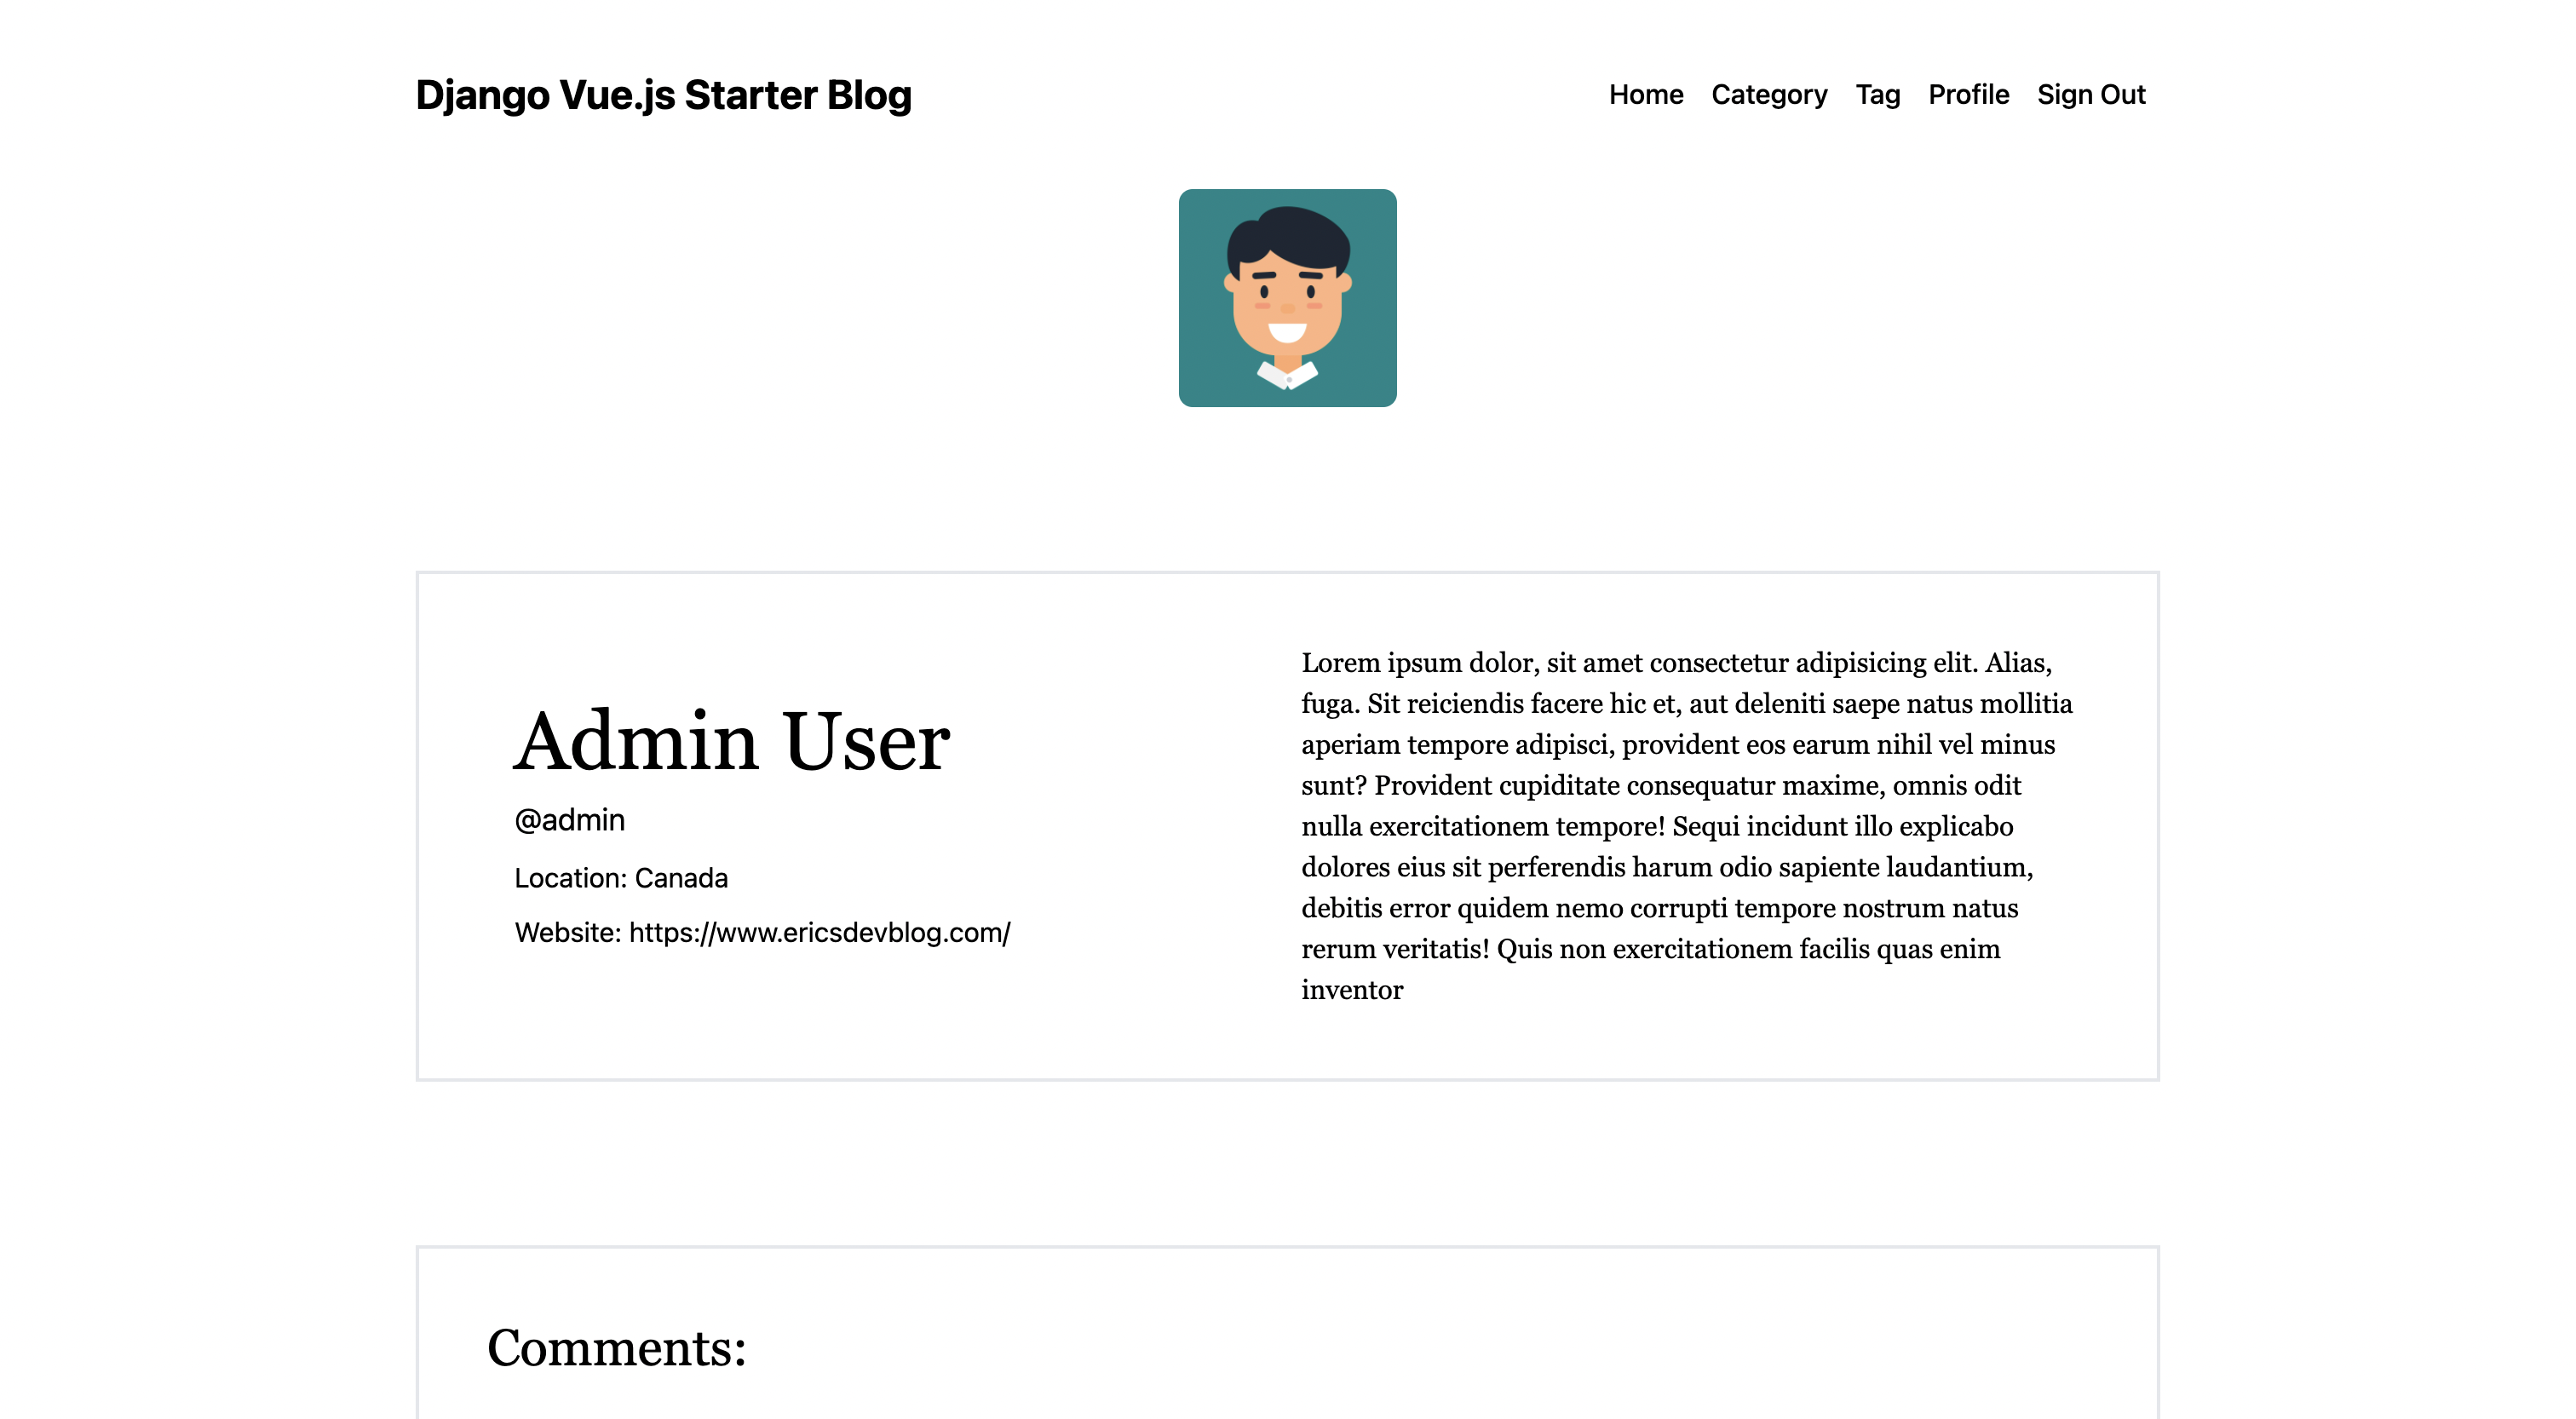 Django Vue.js Starter Blog
Home Category Tag Profile Sign Out
Admin User
@admin
Location: Canada
Website: https://www.ericsdevblog.com/
Lorem ipsum dolor, sit amet consectetur adipisicing elit. Alias,
fuga. Sit reiciendis facere hic et, aut deleniti saepe natus mollitia
aperiam tempore adipisci, provident eos earum nihil vel minus
sunt? Provident cupiditate consequatur maxime, omnis odit
nulla exercitationem tempore! Sequi incidunt illo explicabo
dolores eius sit perferendis harum odio sapiente laudantium,
debitis error quidem nemo corrupti tempore nostrum natus
rerum veritatis! Quis non exercitationem facilis quas enim
inventor
Comments: